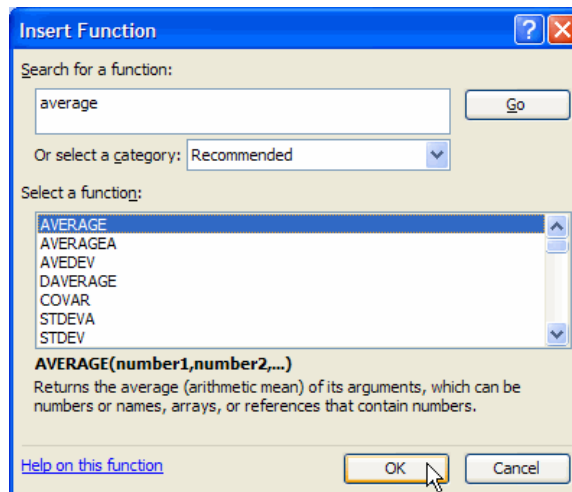 Insert Function
Search for a function:
average
Go
Or select a category: Recommended
Select a function:
AVERAGE
AVERAGEA
AVEDEV
DAVERAGE
COVAR
STDEVA
STDEV
AVERAGE(number1,number2,...)
Returns the average (arithmetic mean) of its arguments, which can be
numbers or names, arrays, or references that contain numbers.
Help on this function
OK
Cancel